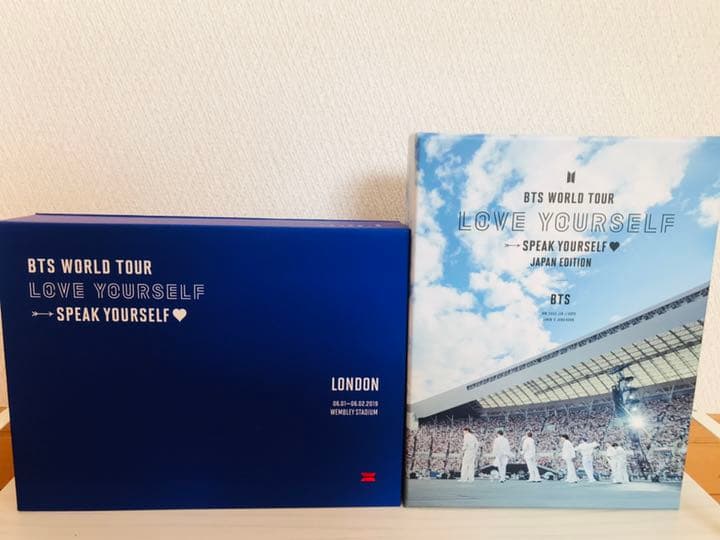 BTS WORLD TOUR
LOVE YOURSELF
SPEAK YOURSELF
LONDON
06.01–06.02.2019
WEMBLEY STADIUM
BTS WORLD TOUR
LOVE YOURSELF
SPEAK YOURSELF
JAPAN EDITION
BTS